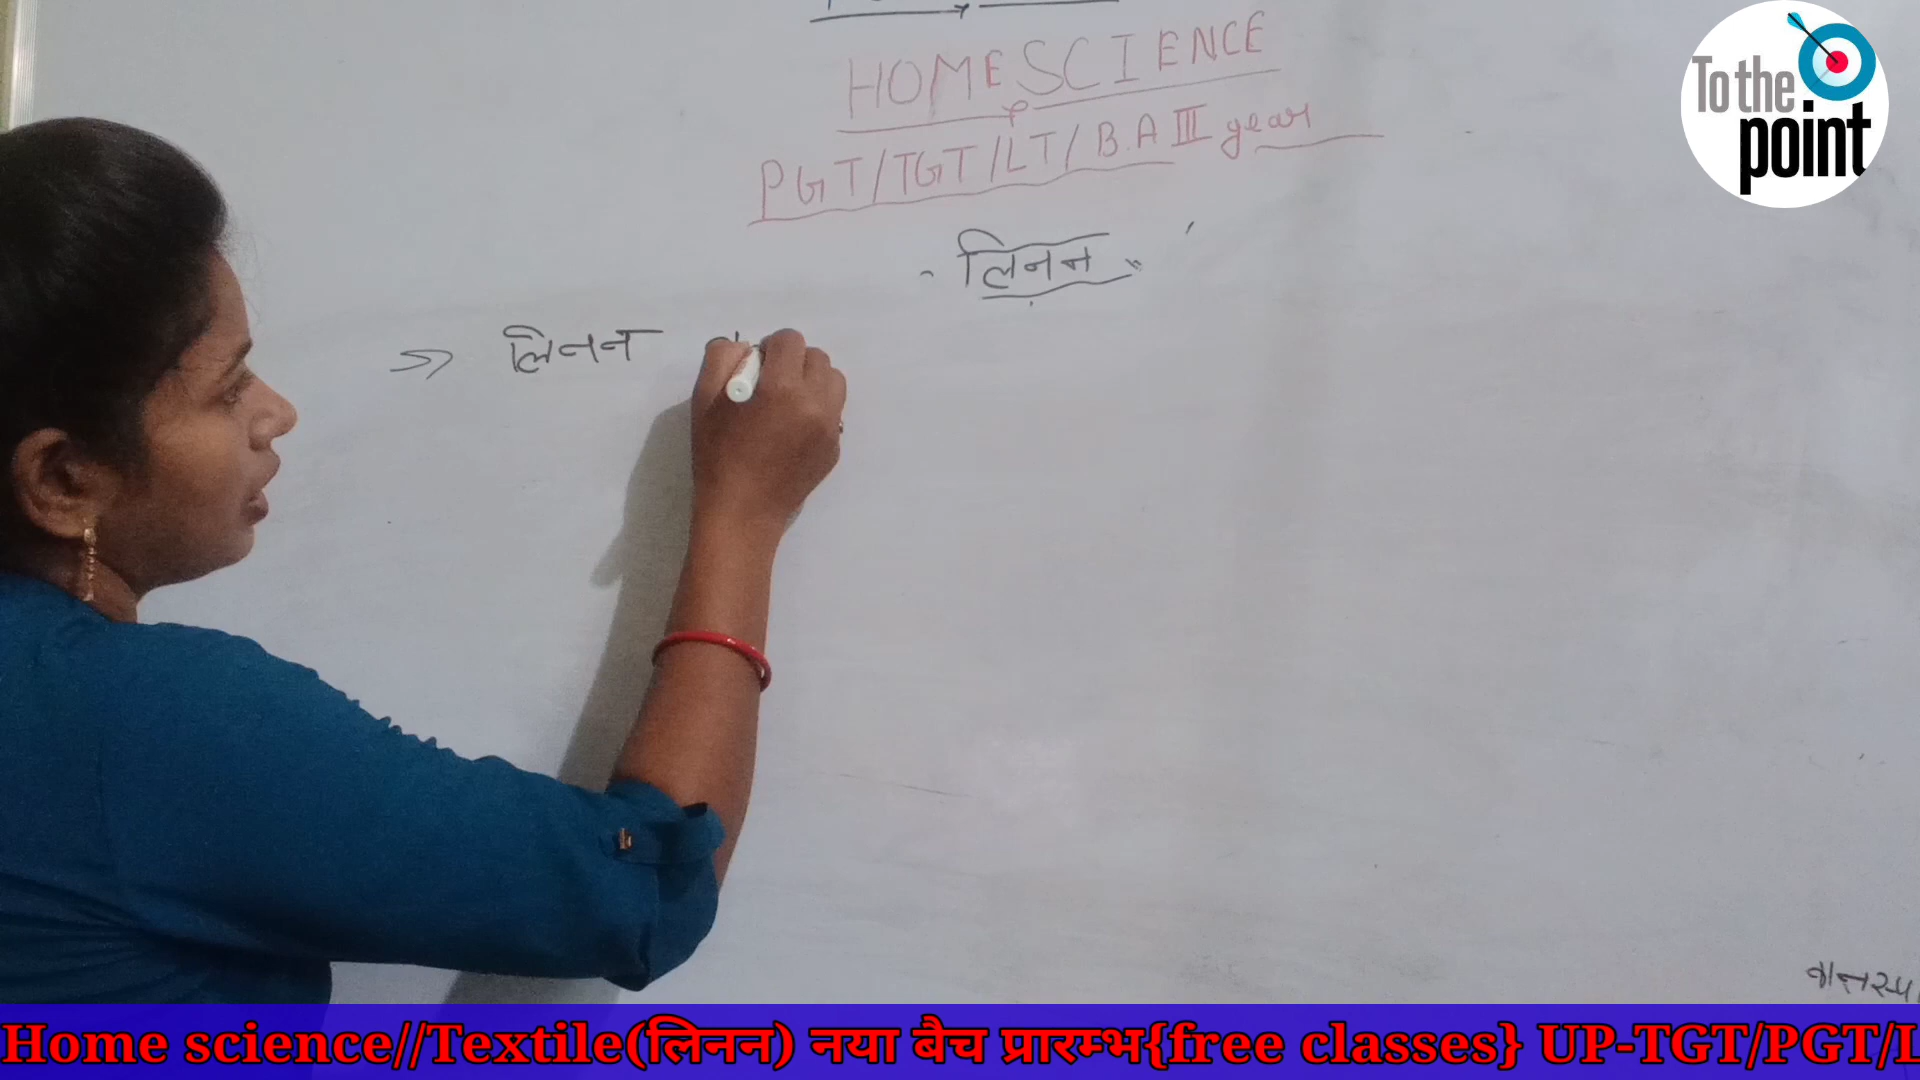 HOME SCIENCE
PGT/TGT/LT/B.A III year
लिनन
=> लिनन
To the
point
Home science//Textile(लिनन) नया बैच प्रारम्भ{free classes} UP-TGT/PGT/L